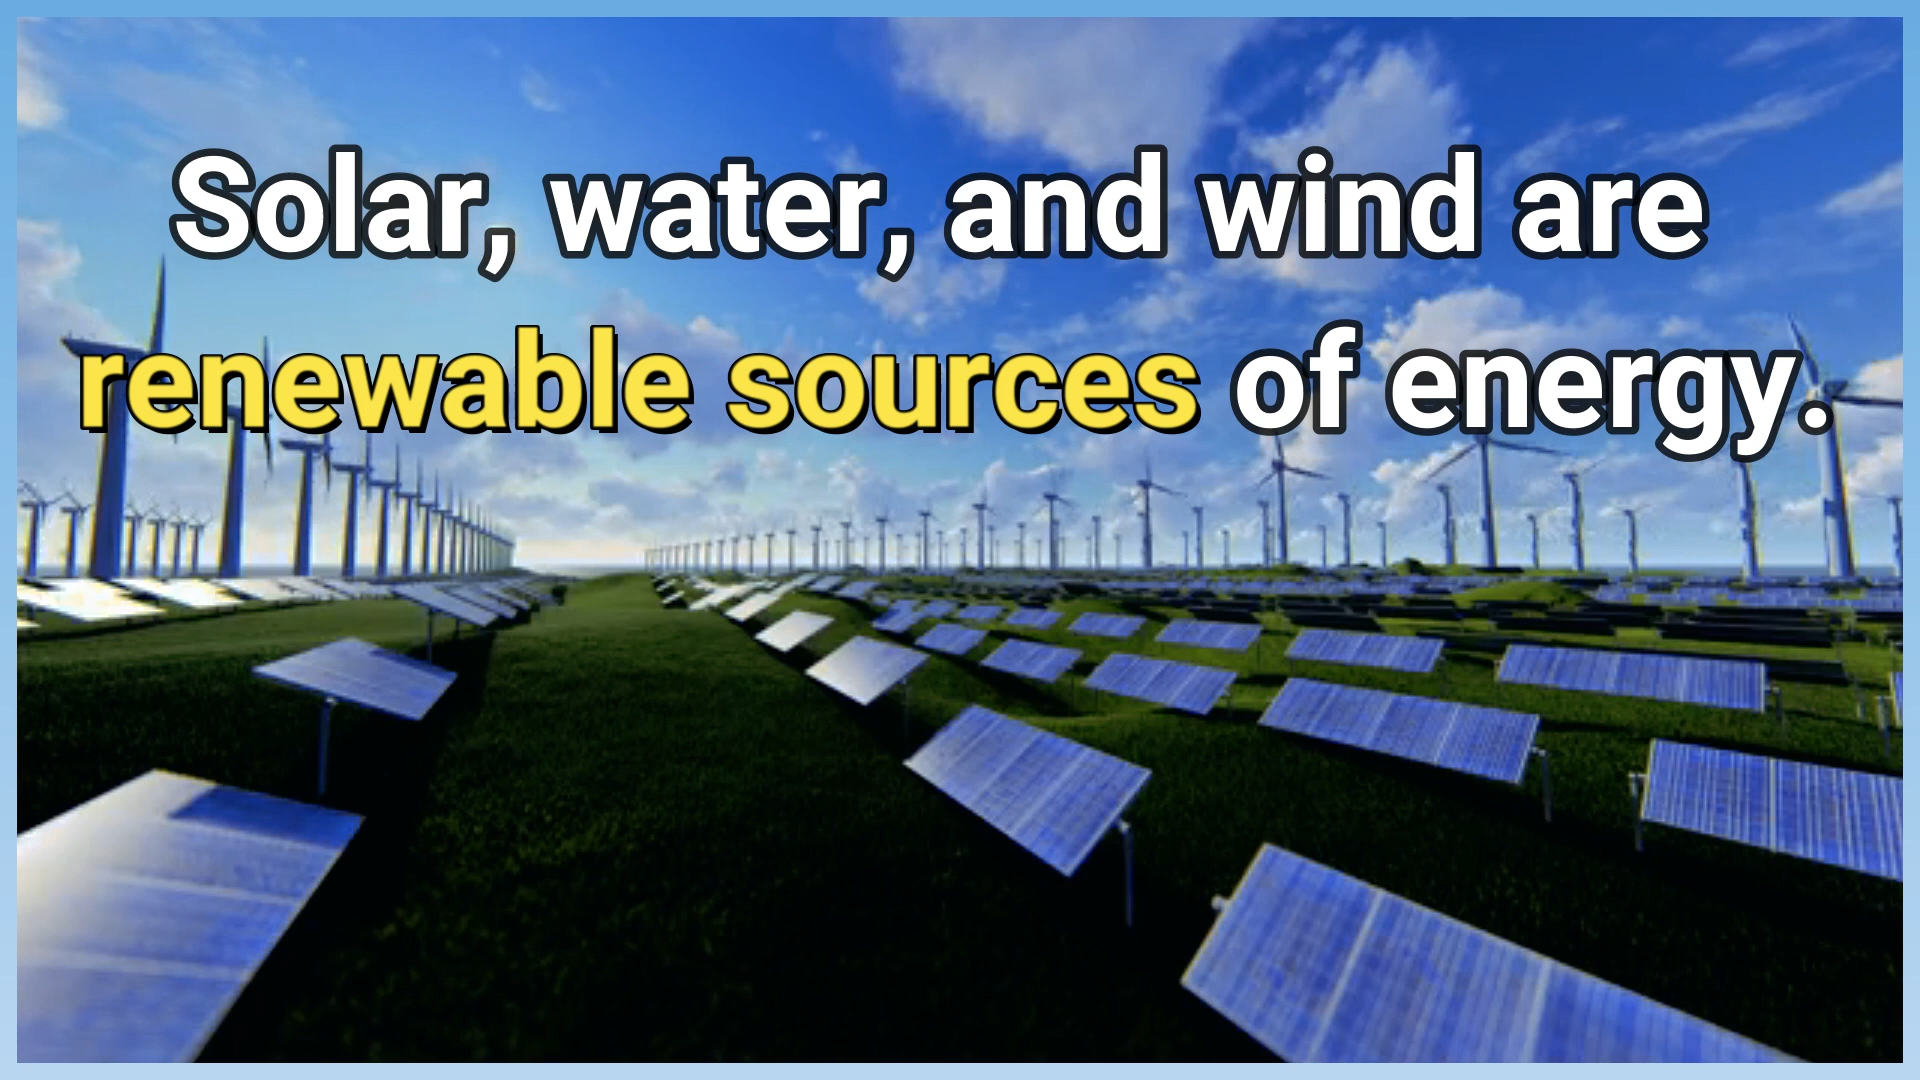 Solar, water, and wind are
renewable sources of energy.